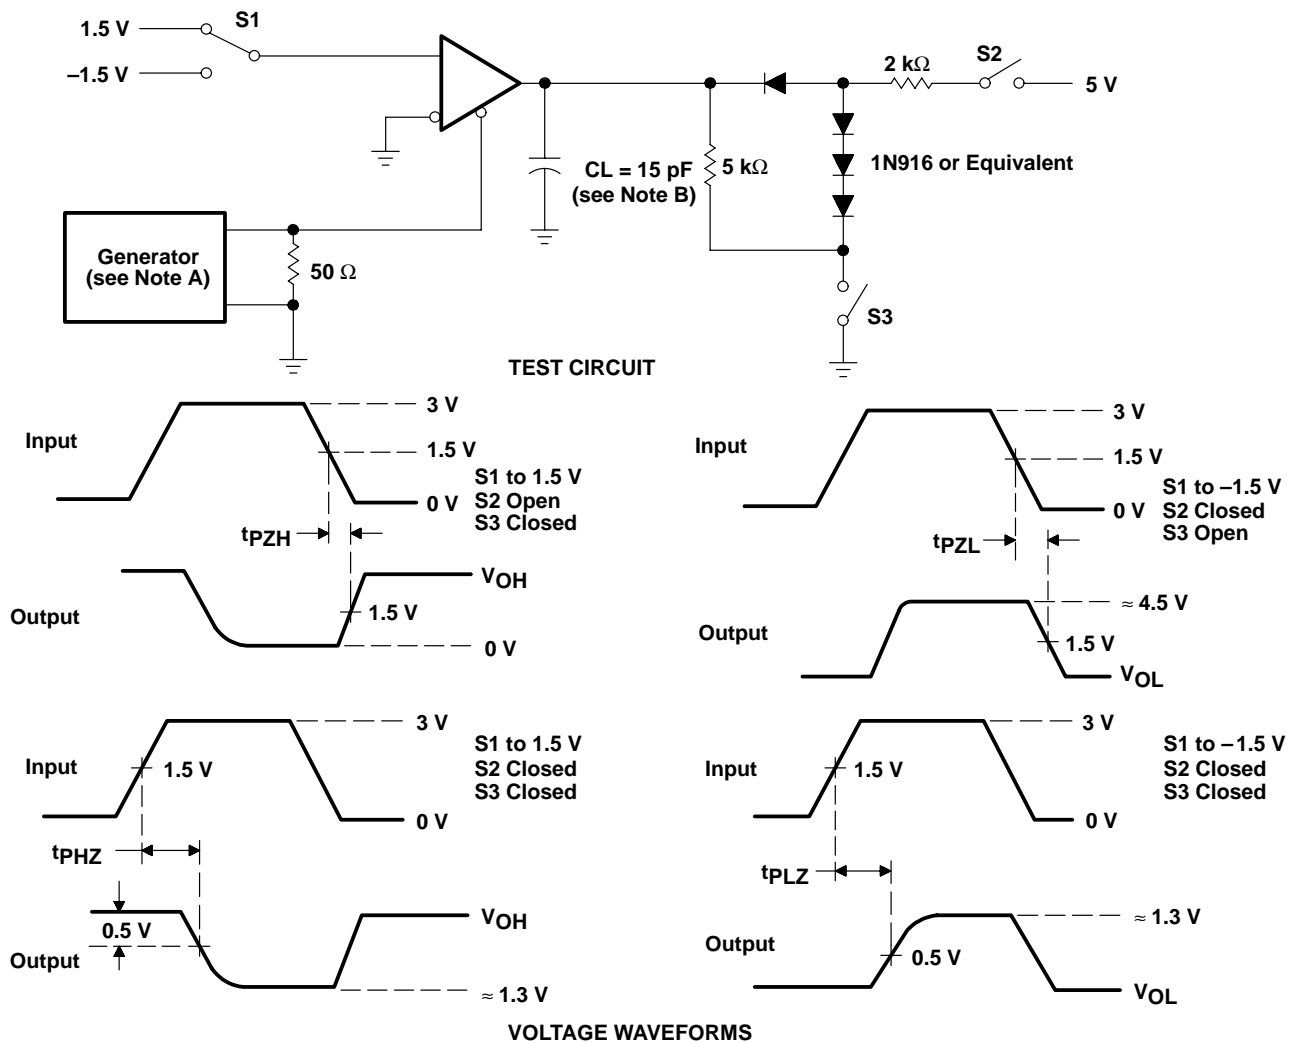 1.5 V
S1
–1.5 V
2 kΩ
S2
5 V
CL = 15 pF
(see Note B)
5 kΩ
1N916 or Equivalent
Generator
(see Note A)
50 Ω
S3
TEST CIRCUIT
Input
3 V
1.5 V
0 V
S1 to 1.5 V
S2 Open
S3 Closed
tPZH
Output
VOH
1.5 V
0 V
Input
3 V
1.5 V
0 V
S1 to –1.5 V
S2 Closed
S3 Open
tPZL
Output
≈ 4.5 V
1.5 V
VOL
Input
3 V
1.5 V
0 V
S1 to 1.5 V
S2 Closed
S3 Closed
tPHZ
0.5 V
Output
VOH
≈ 1.3 V
Input
3 V
1.5 V
0 V
S1 to –1.5 V
S2 Closed
S3 Closed
tPLZ
Output
≈ 1.3 V
0.5 V
VOL
VOLTAGE WAVEFORMS